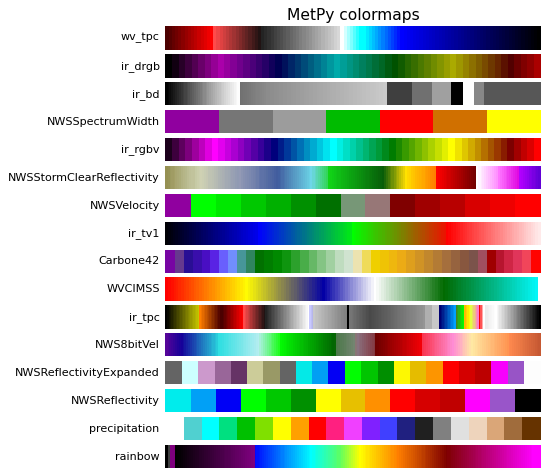 MetPy colormaps
wv_tpc
ir_drgb
ir_bd
NWSSpectrumWidth
ir_rgbv
NWSStormClearReflectivity
NWSVelocity
ir_tv1
Carbone42
WVCIMSS
ir_tpc
NWS8bitVel
NWSReflectivityExpanded
NWSReflectivity
precipitation
rainbow